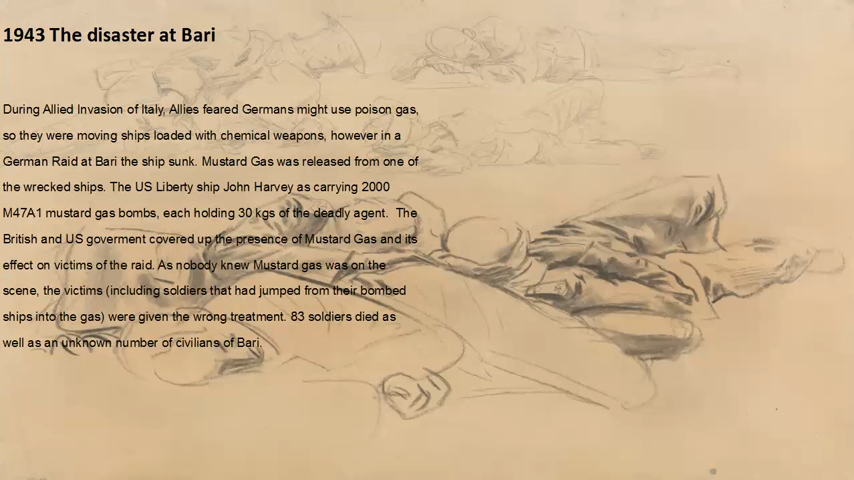 1943 The disaster at Bari
During Allied Invasion of Italy, Allies feared Germans might use poison gas,
so they were moving ships loaded with chemical weapons, however in a
German Raid at Bari the ship sunk. Mustard Gas was released from one of
the wrecked ships. The US Liberty ship John Harvey as carrying 2000
M47A1 mustard gas bombs, each holding 30 kgs of the deadly agent.  The
British and US goverment covered up the presence of Mustard Gas and its
effect on victims of the raid. As nobody knew Mustard gas was on the
scene, the victims (including soldiers that had jumped from their bombed
ships into the gas) were given the wrong treatment. 83 soldiers died as
well as an unknown number of civilians of Bari.